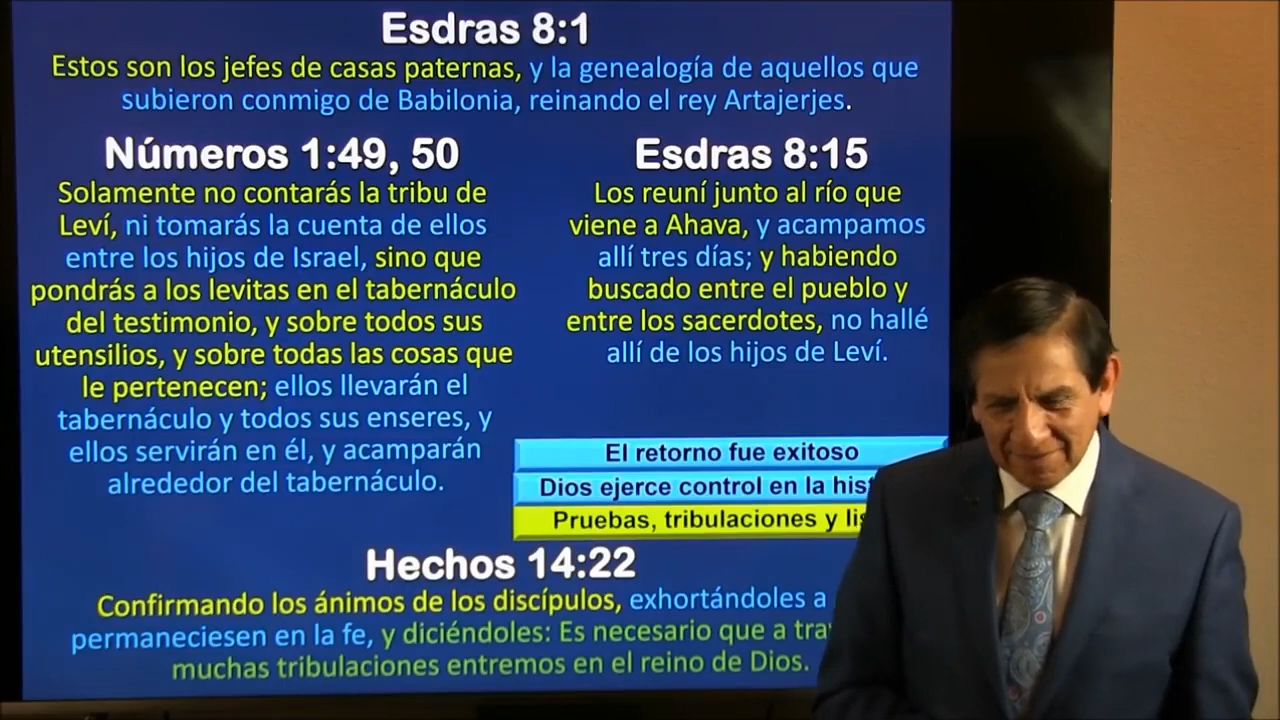 Esdras 8:1
Estos son los jefes de casas paternas, y la genealogía de aquellos que
subieron conmigo de Babilonia, reinando el rey Artajerjes.
Números 1:49, 50
Solamente no contarás la tribu de
Leví, ni tomarás la cuenta de ellos
entre los hijos de Israel, sino que
pondrás a los levitas en el tabernáculo
del testimonio, y sobre todos sus
utensilios, y sobre todas las cosas que
le pertenecen; ellos llevarán el
tabernáculo y todos sus enseres, y
ellos servirán en él, y acamparán
alrededor del tabernáculo.
Esdras 8:15
Los reuní junto al río que
viene a Ahava, y acampamos
allí tres días; y habiendo
buscado entre el pueblo y
entre los sacerdotes, no hallé
allí de los hijos de Leví.
El retorno fue exitoso
Dios ejerce control en la
Pruebas, tribulaciones y
Hechos 14:22
Confirmando los ánimos de los discípulos, exhortándoles a
permaneciesen en la fe, y diciéndoles: Es necesario que a
muchas tribulaciones entremos en el reino de Dios.